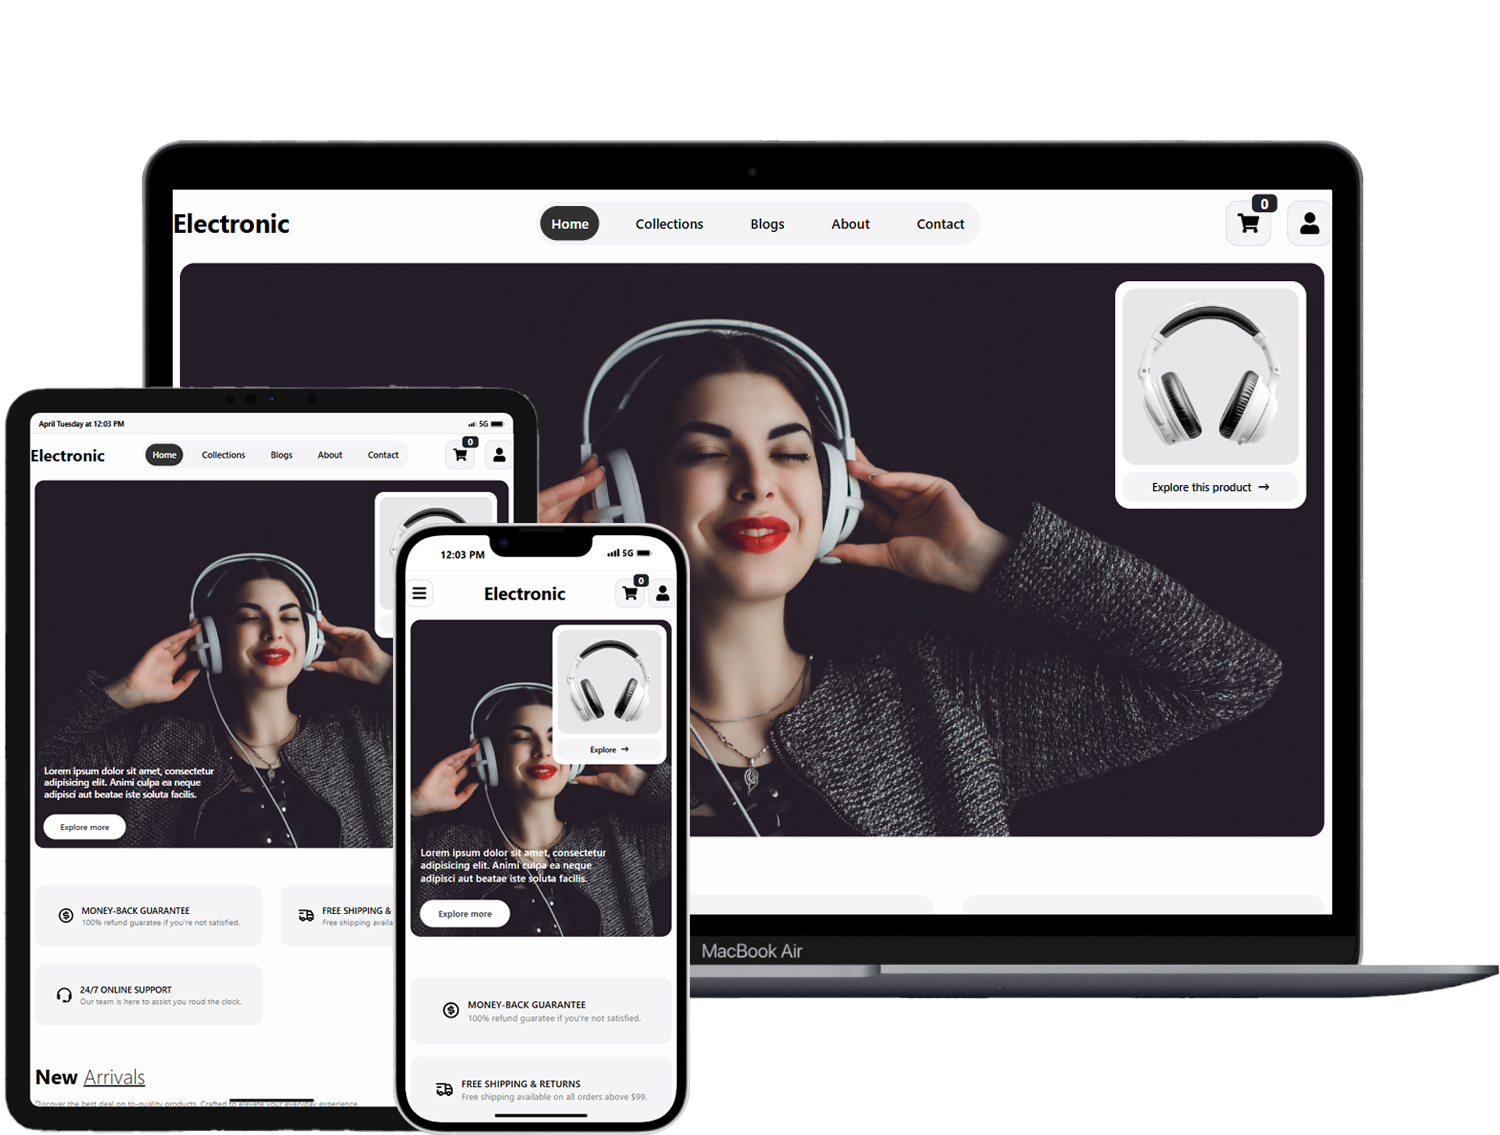 Electronic
Home Collections Blogs About Contact
0
Explore this product →
MacBook Air
April Tuesday at 12:03 PM
5G
Electronic
Home Collections Blogs About Contact
0
Lorem ipsum dolor sit amet, consectetur
adipisicing elit. Animi culpa ea neque
adipisci aut beatae iste soluta facilis.
Explore more
MONEY-BACK GUARANTEE
100% refund guaratee if you're not satisfied.
FREE SHIPPING &
Free shipping availa
24/7 ONLINE SUPPORT
Our team is here to assist you roud the clock.
New Arrivals
Discover the best deal on to-quality products. Crafted to elevate your everyday experience.
12:03 PM
5G
Electronic
0
Explore →
Lorem ipsum dolor sit amet, consectetur
adipisicing elit. Animi culpa ea neque
adipisci aut beatae iste soluta facilis.
Explore more
MONEY-BACK GUARANTEE
100% refund guaratee if you're not satisfied.
FREE SHIPPING & RETURNS
Free shipping available on all orders above $99.